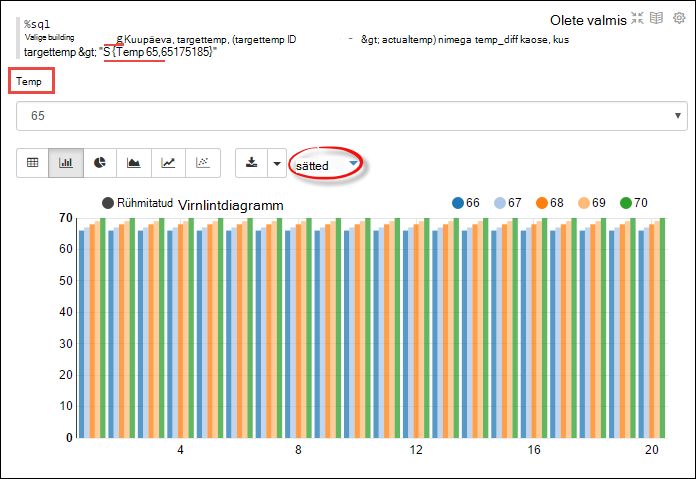 %sql
Olete valmis
Valige building gKuupäeva, targettemp, (targettemp ID - &gt; actualtemp) nimega temp_diff kaose, kus
targettemp &gt; "S{Temp 65,65175185}"
Temp
65
sätted
Rühmitatud Virnlintdiagramm 66 67 68 69 70
70
60
50
40
30
20
10
0
4 8 12 16 20